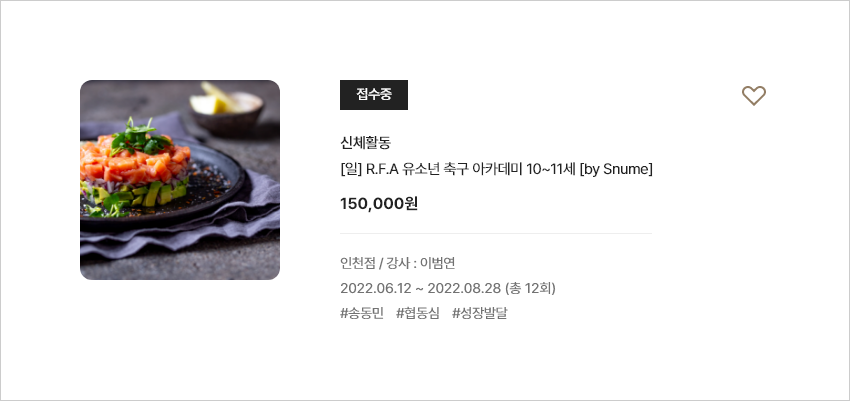 접수중
신체활동
[일] R.F.A 유소년 축구 아카데미 10~11세 [by Snume]
150,000원
인천점 / 강사 : 이범연
2022.06.12 ~ 2022.08.28 (총 12회)
#송동민 #협동심 #성장발달